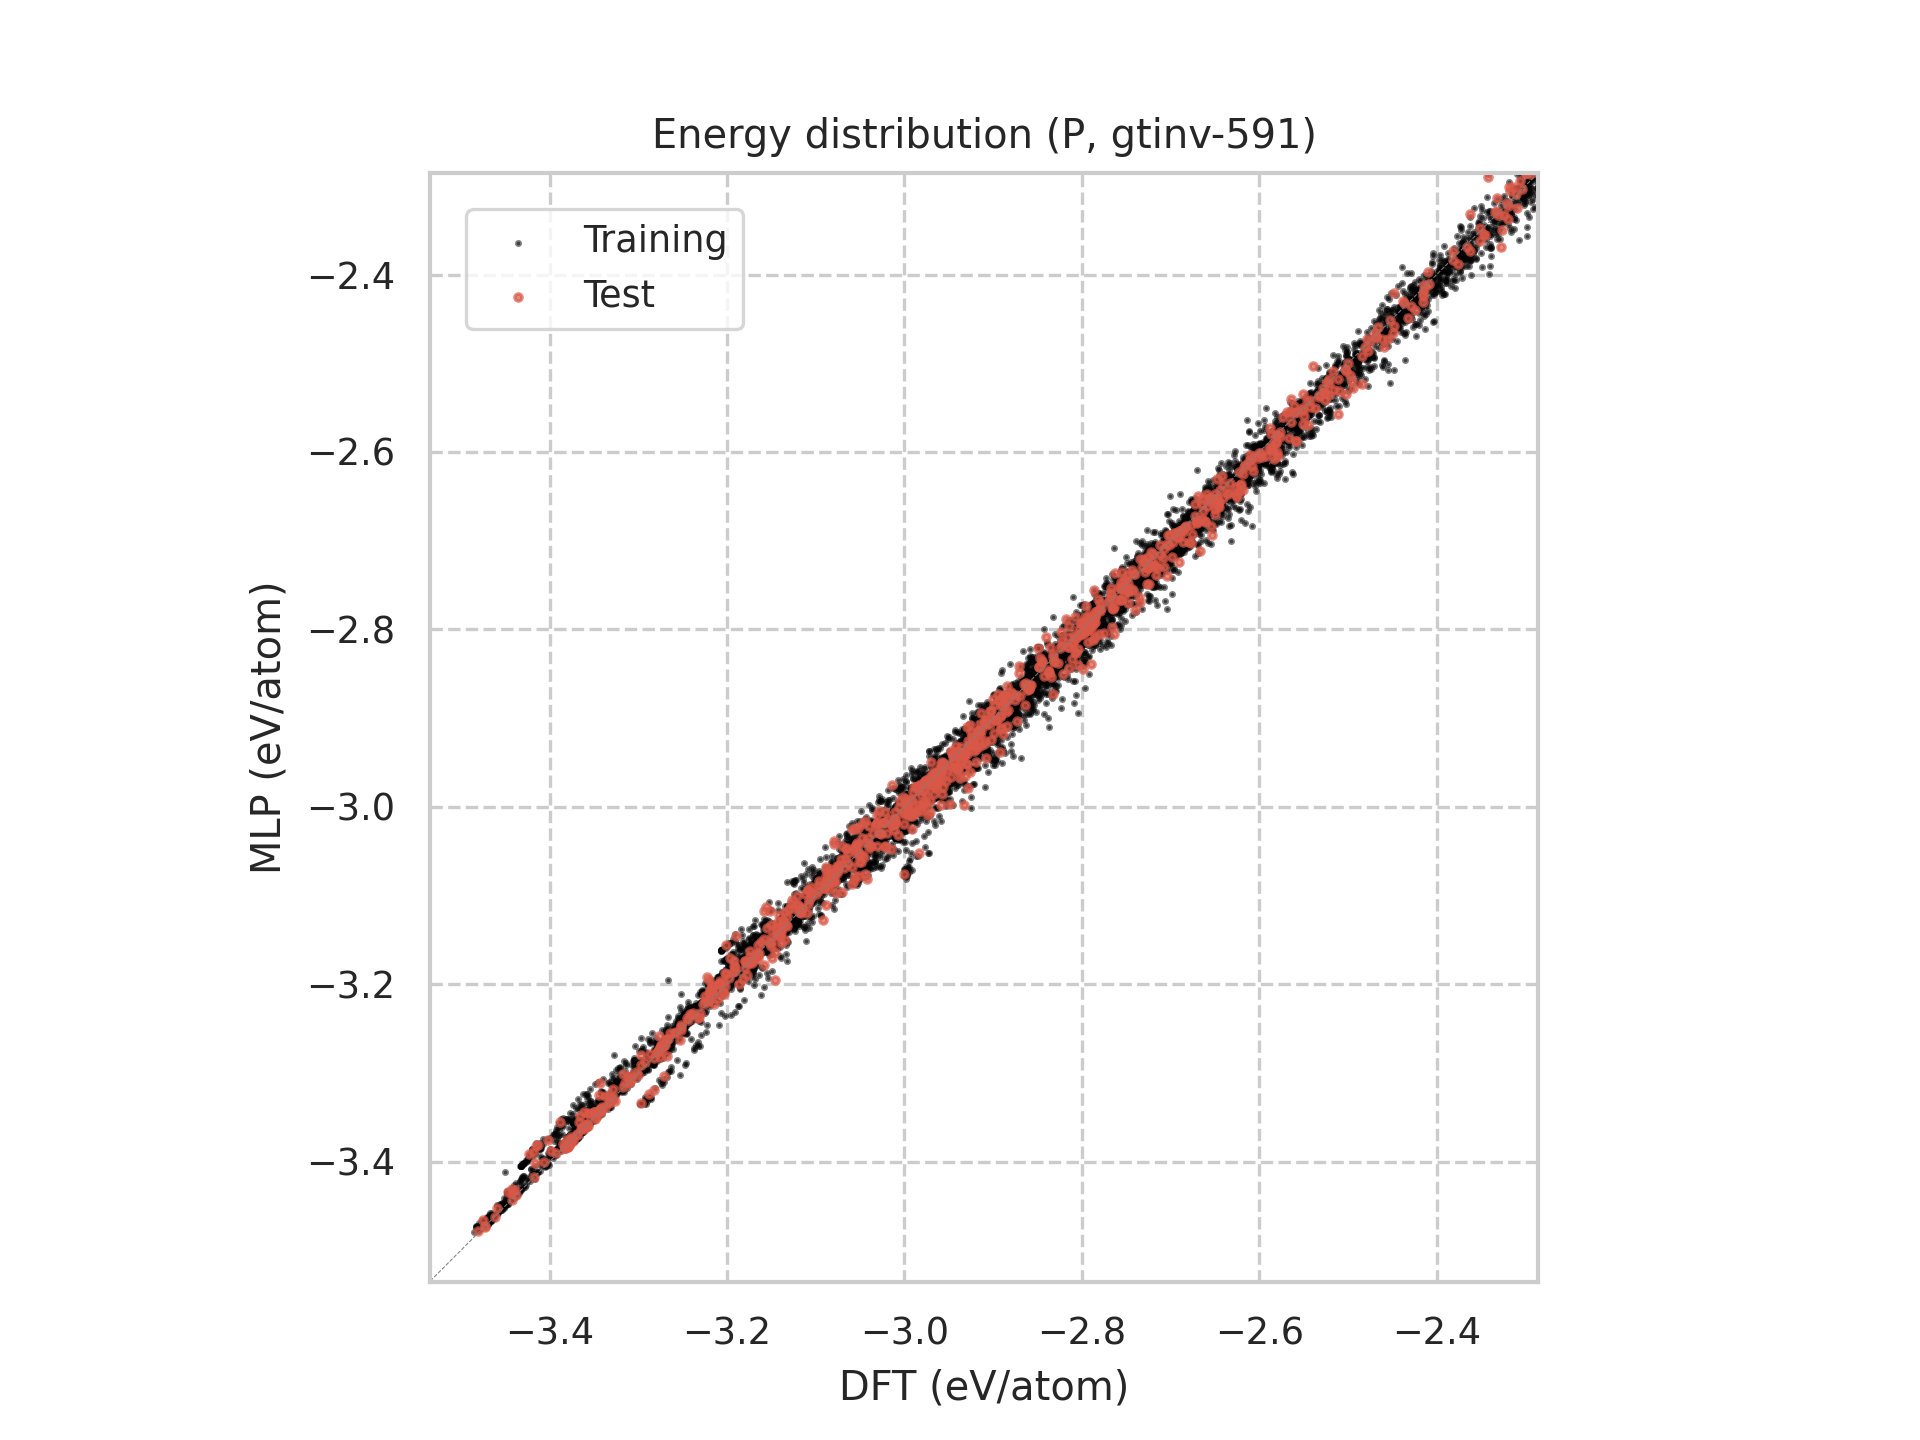 Energy distribution (P, gtinv-591)
Training
Test
−2.4
−2.6
−2.8
−3.0
−3.2
−3.4
MLP (eV/atom)
−3.4 −3.2 −3.0 −2.8 −2.6 −2.4
DFT (eV/atom)